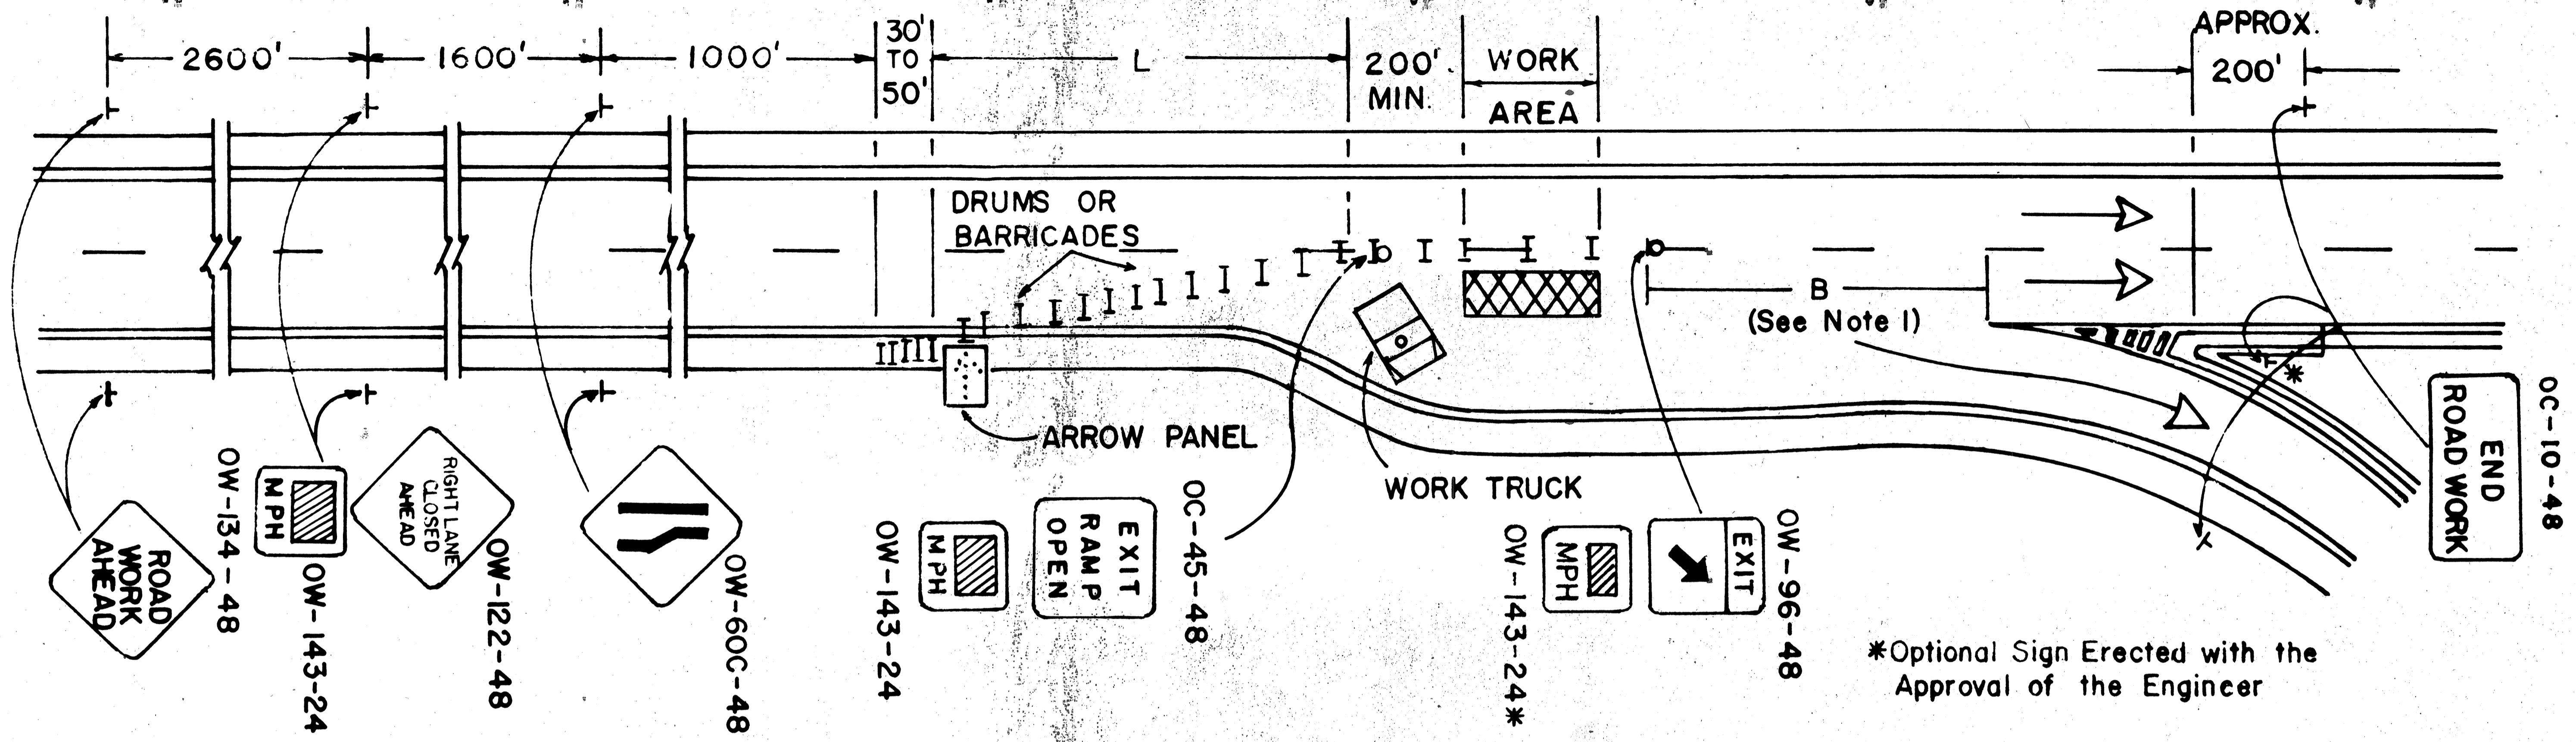 2600'
1600'
1000'
30'
TO
50'
L
200'
MIN.
WORK
AREA
APPROX.
200'
DRUMS OR
BARRICADES
B
(See Note 1)
ARROW PANEL
WORK TRUCK
ROAD
WORK
AHEAD
OW-134-48
MPH
OW-143-24
RIGHT LANE
CLOSED
AHEAD
OW-122-48
OW-60C-48
MPH
OW-143-24
EXIT
RAMP
OPEN
OC-45-48
MPH
OW-143-24*
EXIT
OW-96-48
*
END
ROAD WORK
OC-10-48
*Optional Sign Erected with the
Approval of the Engineer